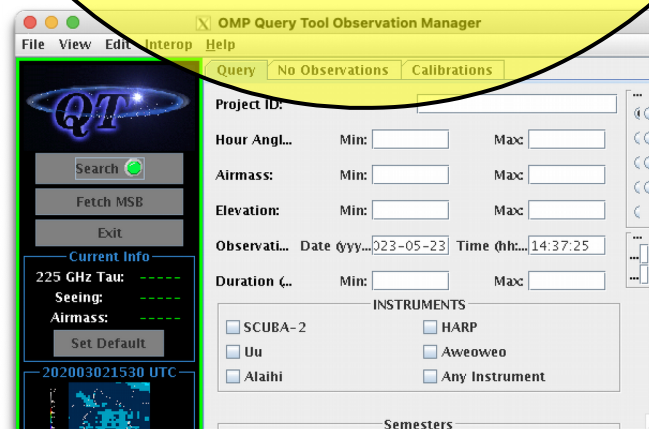 OMP Query Tool Observation Manager
File View Edit Interop Help
Query No Observations Calibrations
QT
Search
Fetch MSB
Exit
Current Info
225 GHz Tau: -----
Seeing: -----
Airmass: -----
Set Default
202003021530 UTC
Project ID:
Hour Angl... Min: Max:
Airmass: Min: Max:
Elevation: Min: Max:
Observati... Date (yyy... 023-05-23 Time (hh:... 14:37:25
Duration (... Min: Max:
INSTRUMENTS
SCUBA-2 HARP
Uu Aweoweo
Alaihi Any Instrument
Semesters
...
...
...
...